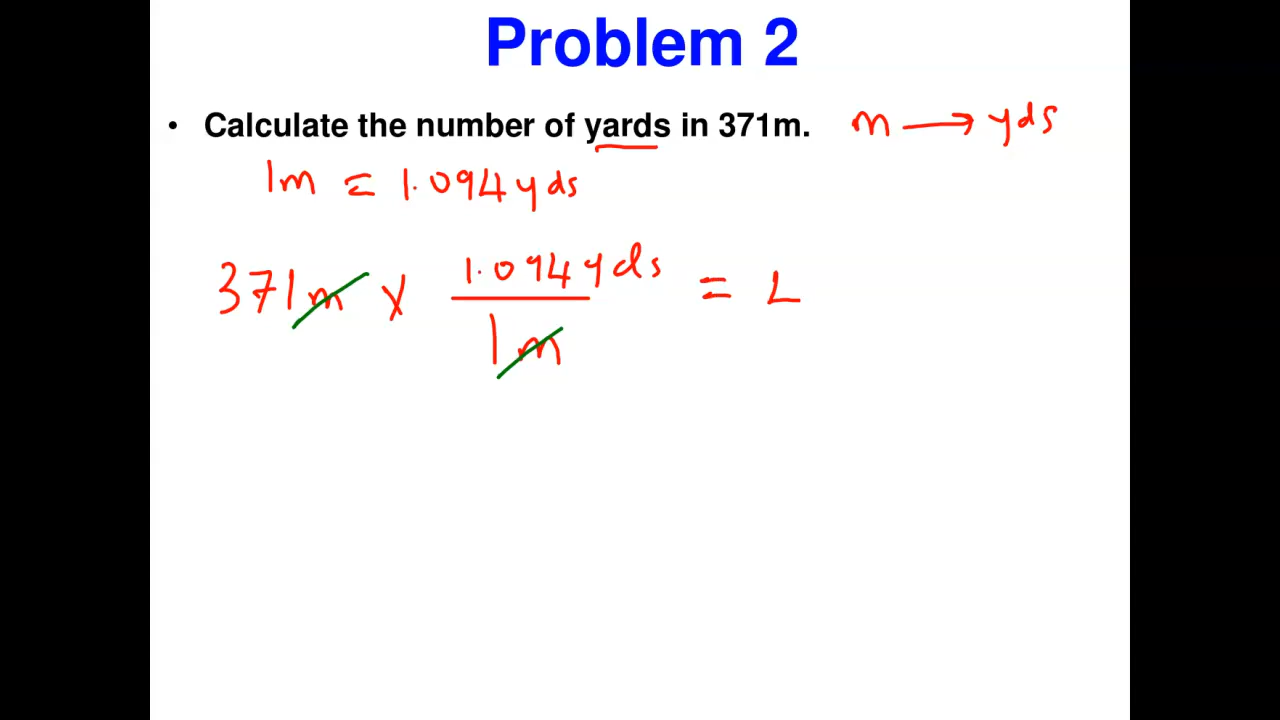 Problem 2
• Calculate the number of yards in 371m. m → yds
1m = 1.094 yds
371m x 1.094 yds / 1m =